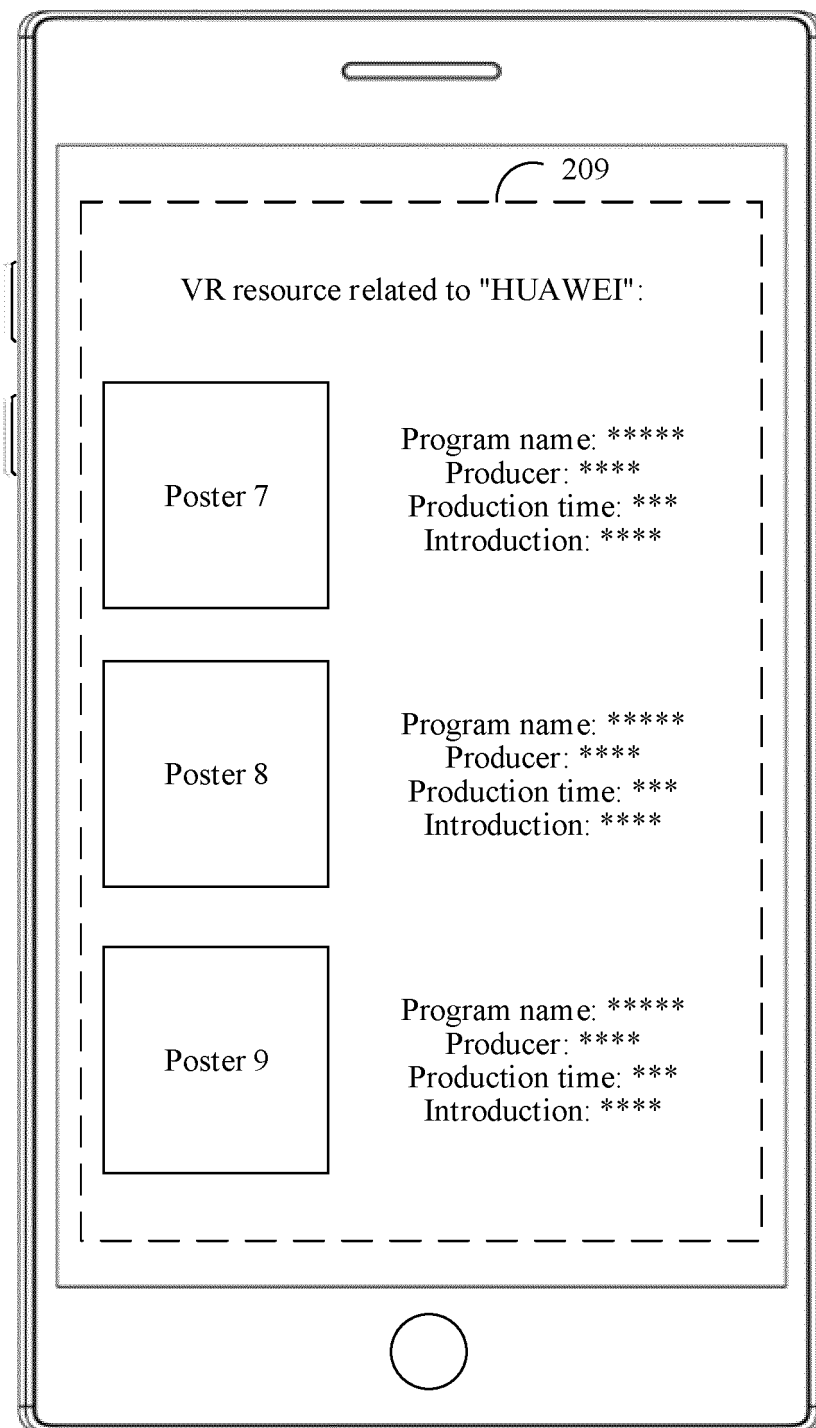 209
VR resource related to "HUAWEI":
Poster 7
Program name: *****
Producer: ****
Production time: ***
Introduction: ****
Poster 8
Program name: *****
Producer: ****
Production time: ***
Introduction: ****
Poster 9
Program name: *****
Producer: ****
Production time: ***
Introduction: ****